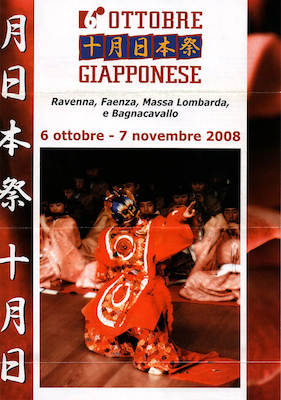 6° OTTOBRE
十月日本祭
GIAPPONESE
Ravenna, Faenza, Massa Lombarda,
e Bagnacavallo
6 ottobre - 7 novembre 2008
月日本祭十月日